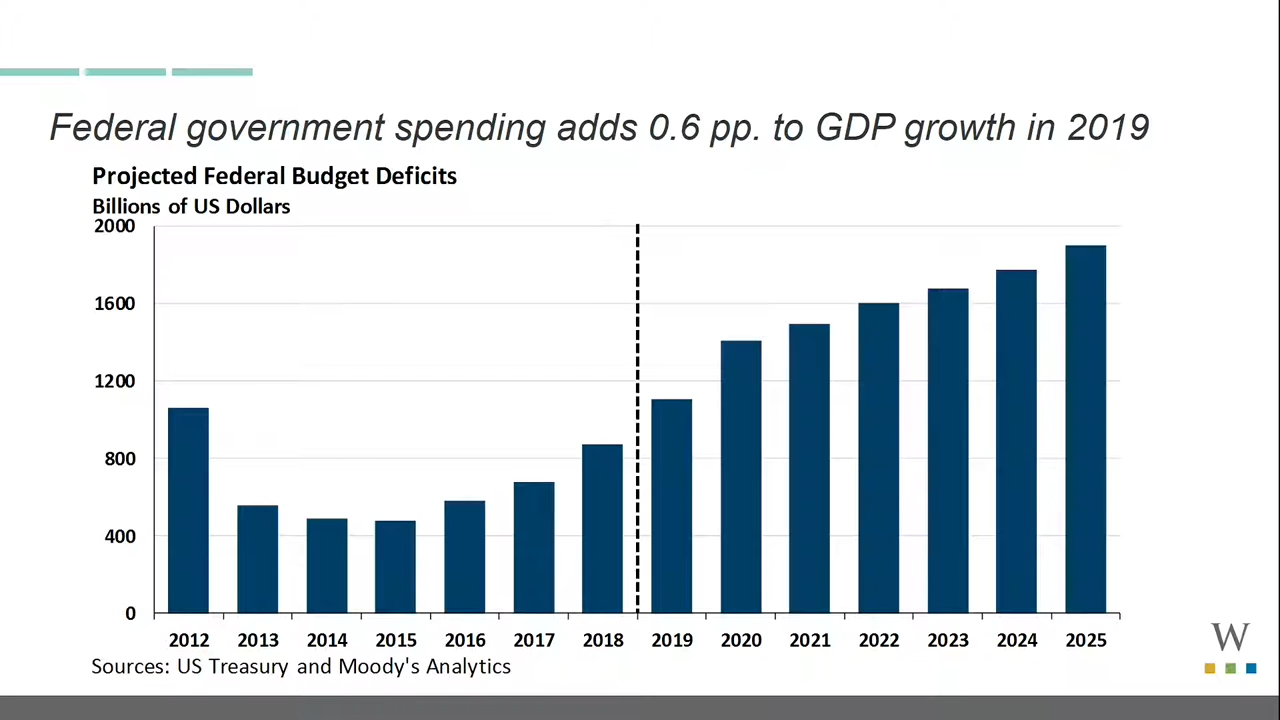 Federal government spending adds 0.6 pp. to GDP growth in 2019
Projected Federal Budget Deficits
Billions of US Dollars
2000
1600
1200
800
400
0
2012 2013 2014 2015 2016 2017 2018 2019 2020 2021 2022 2023 2024 2025
Sources: US Treasury and Moody's Analytics
W